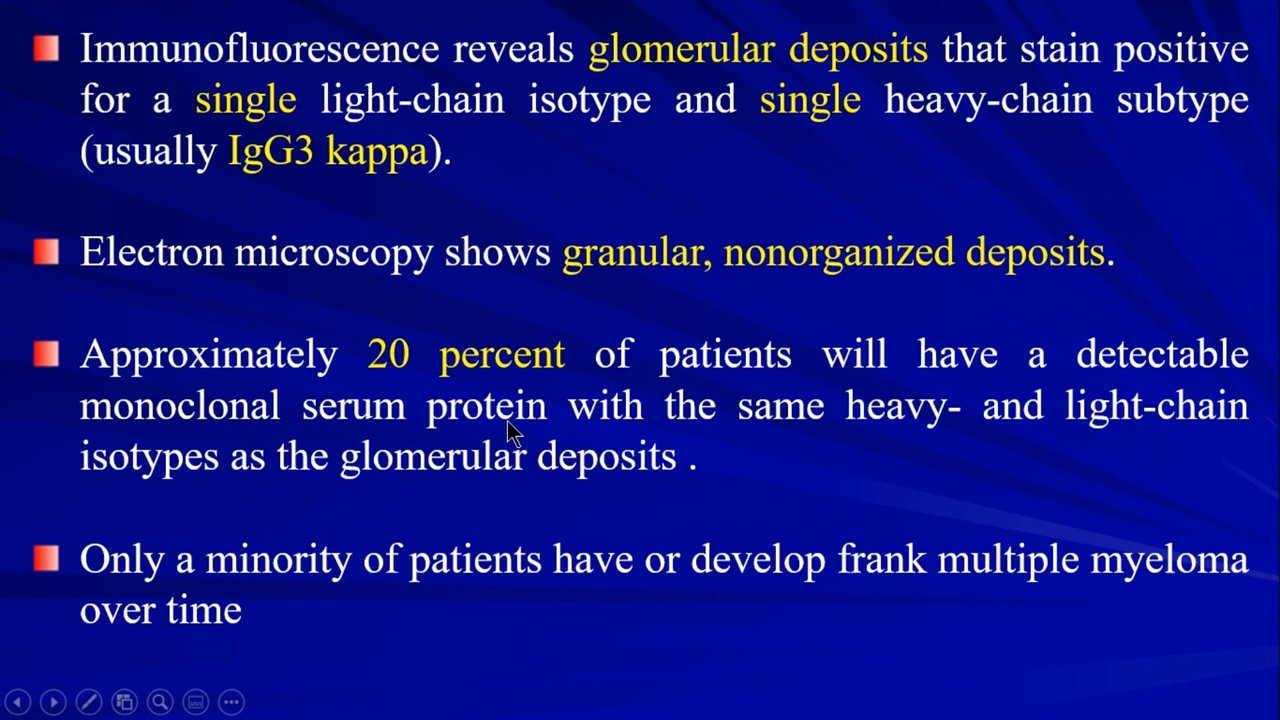 Immunofluorescence reveals glomerular deposits that stain positive
for a single light-chain isotype and single heavy-chain subtype
(usually IgG3 kappa).
Electron microscopy shows granular, nonorganized deposits.
Approximately 20 percent of patients will have a detectable
monoclonal serum protein with the same heavy- and light-chain
isotypes as the glomerular deposits .
Only a minority of patients have or develop frank multiple myeloma
over time